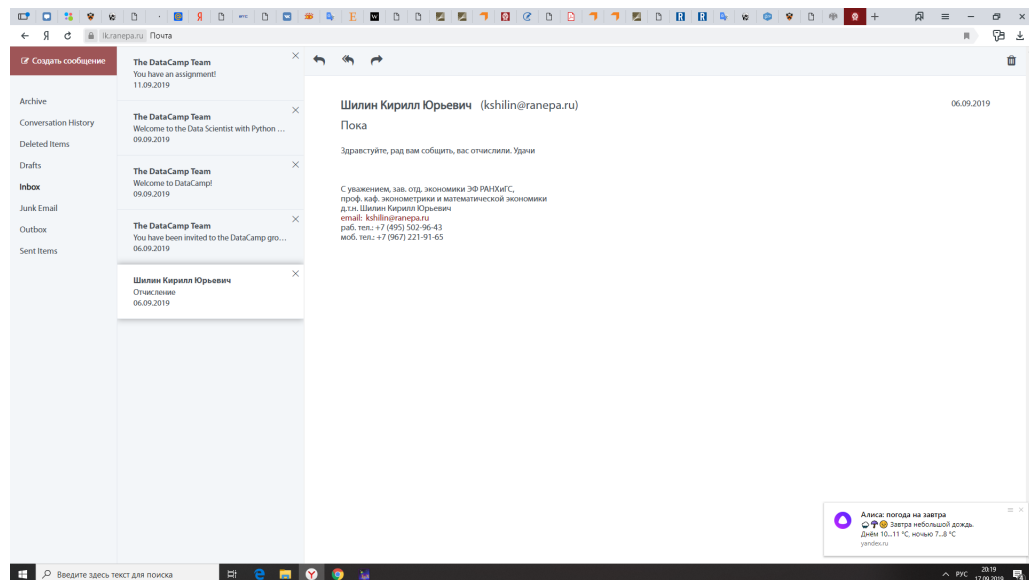 lk.ranepa.ru Почта
Создать сообщение
Archive
Conversation History
Deleted Items
Drafts
Inbox
Junk Email
Outbox
Sent Items
The DataCamp Team
You have an assignment!
11.09.2019
The DataCamp Team
Welcome to the Data Scientist with Python ...
09.09.2019
The DataCamp Team
Welcome to DataCamp!
09.09.2019
The DataCamp Team
You have been invited to the DataCamp gro...
06.09.2019
Шилин Кирилл Юрьевич
Отчисление
06.09.2019
Шилин Кирилл Юрьевич (kshilin@ranepa.ru)
06.09.2019
Пока
Здравстуйте, рад вам собщить, вас отчислили. Удачи
С уважением, зав. отд. экономики ЭФ РАНХиГС,
проф. каф. эконометрики и математической экономики
д.т.н. Шилин Кирилл Юрьевич
email: kshilin@ranepa.ru
раб. тел.: +7 (495) 502-96-43
моб. тел.: +7 (967) 221-91-65
Алиса: погода на завтра
Завтра небольшой дождь.
Днём 10...11 °C, ночью 7...8 °C
yandex.ru
Введите здесь текст для поиска
РУС
20:19
17.09.2019